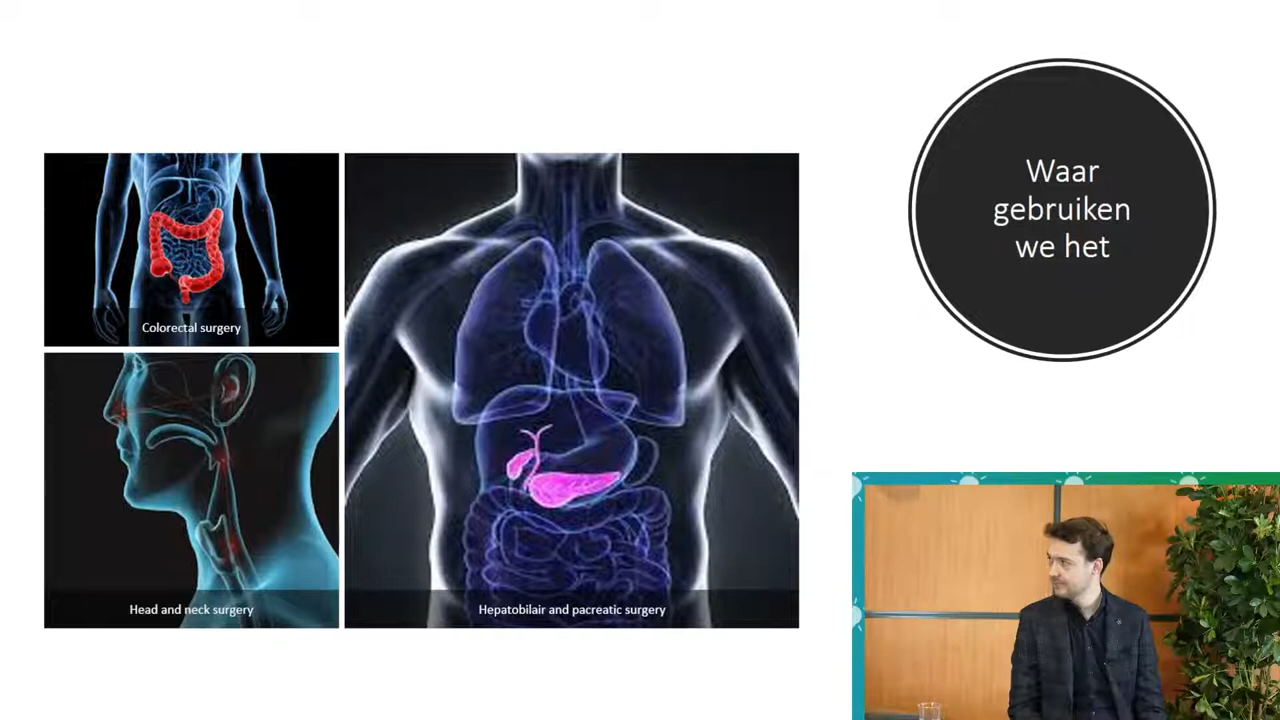 Waar
gebruiken
we het
Colorectal surgery
Head and neck surgery
Hepatobilair and pacreatic surgery